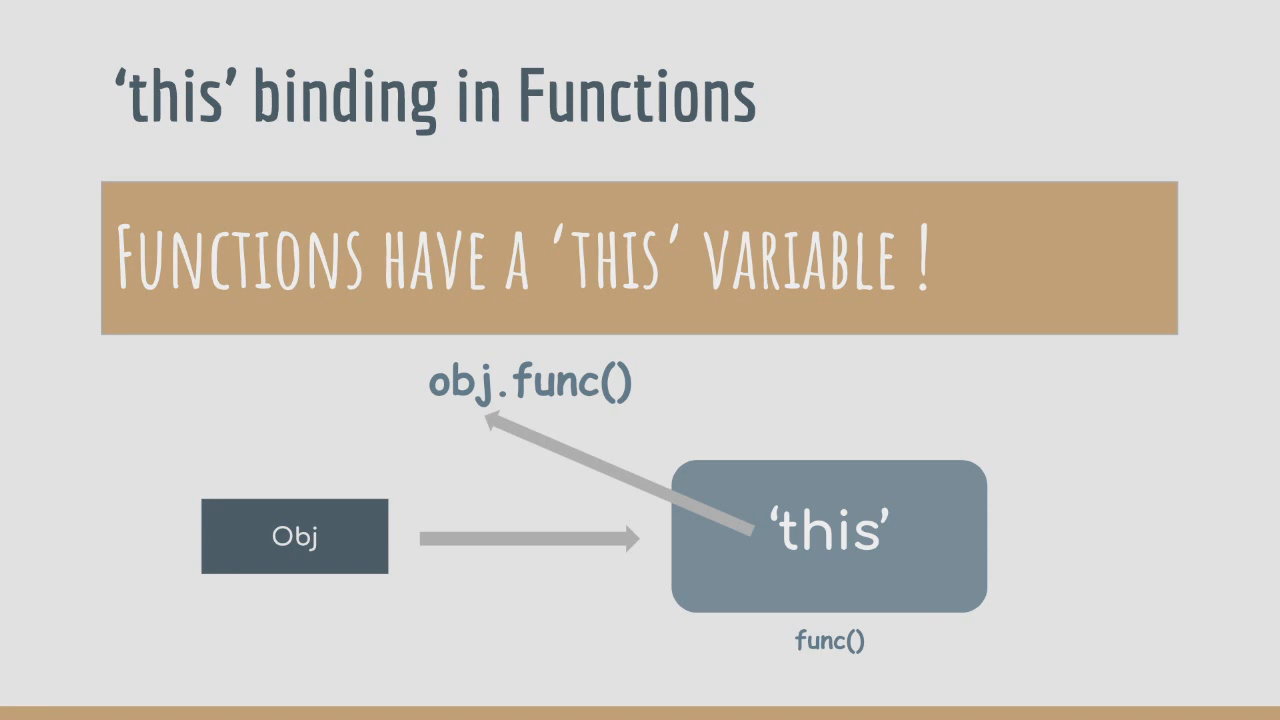 ‘this’ binding in Functions
Functions have a ‘this’ variable !
obj.func()
Obj
‘this’
func()